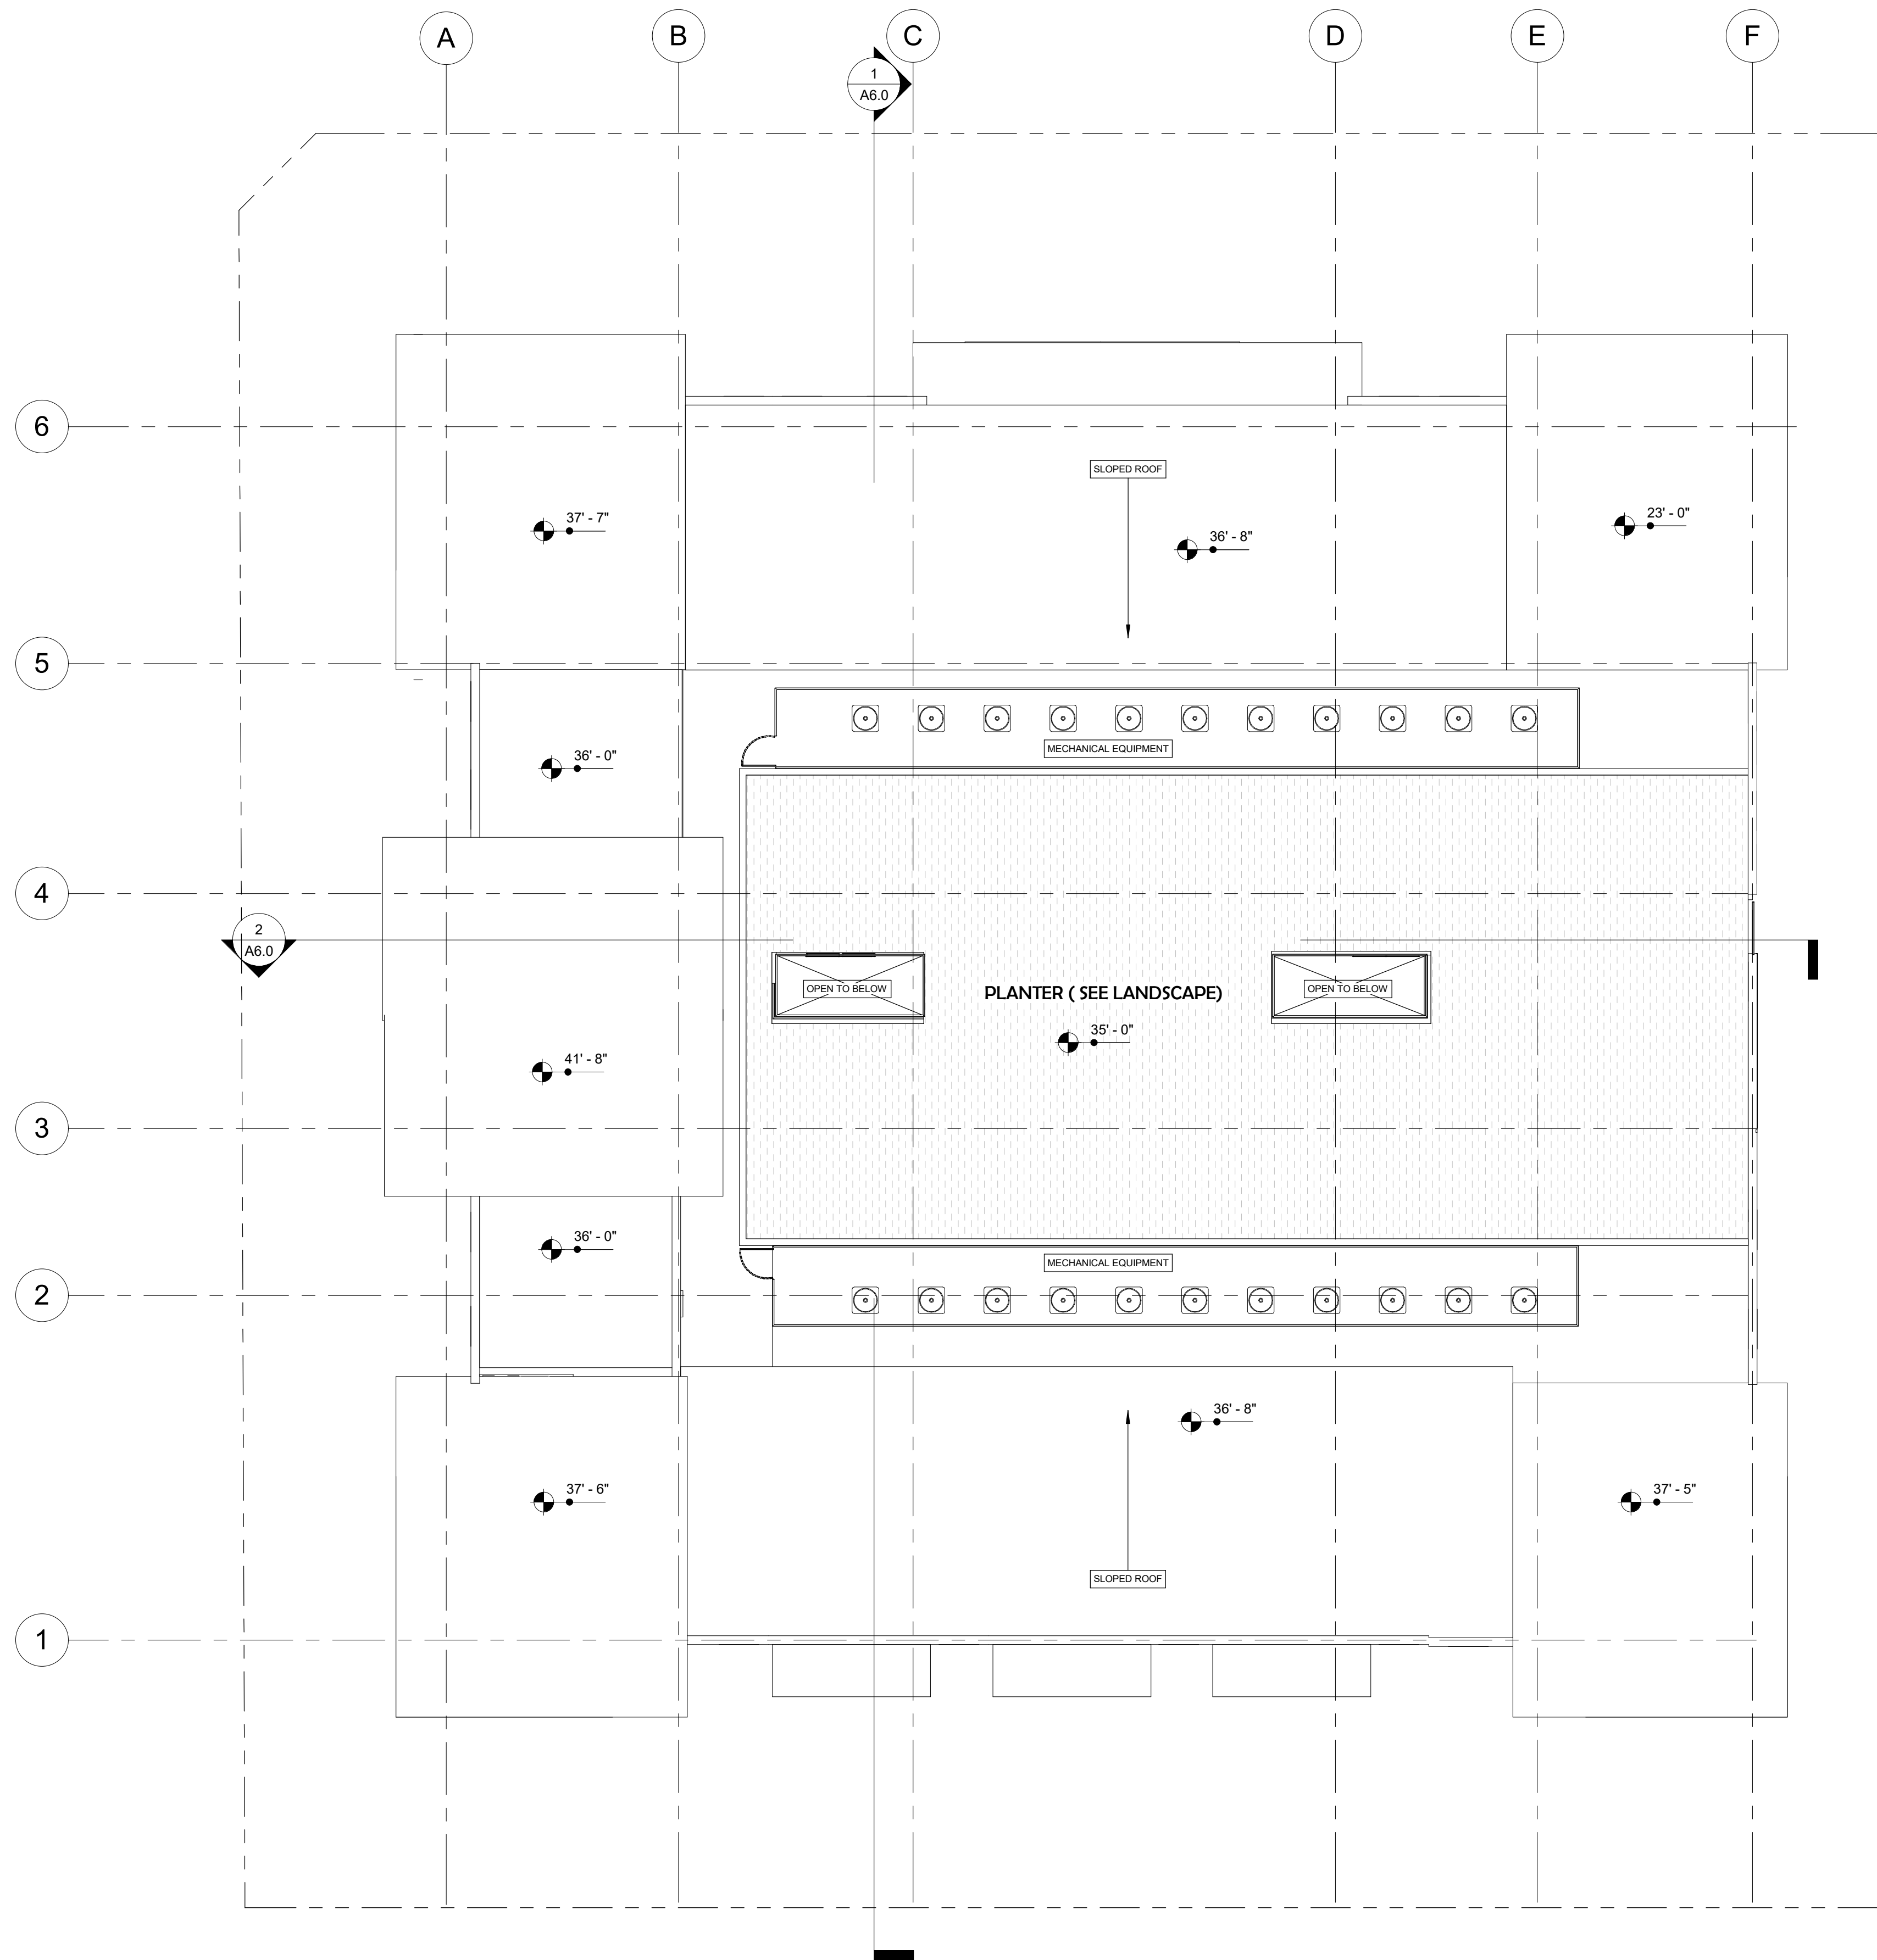 A
B
C
D
E
F
1
A6.0
6
SLOPED ROOF
37' - 7"
36' - 8"
23' - 0"
5
36' - 0"
MECHANICAL EQUIPMENT
4
2
A6.0
OPEN TO BELOW
PLANTER ( SEE LANDSCAPE)
OPEN TO BELOW
35' - 0"
41' - 8"
3
36' - 0"
MECHANICAL EQUIPMENT
2
36' - 8"
37' - 6"
37' - 5"
SLOPED ROOF
1